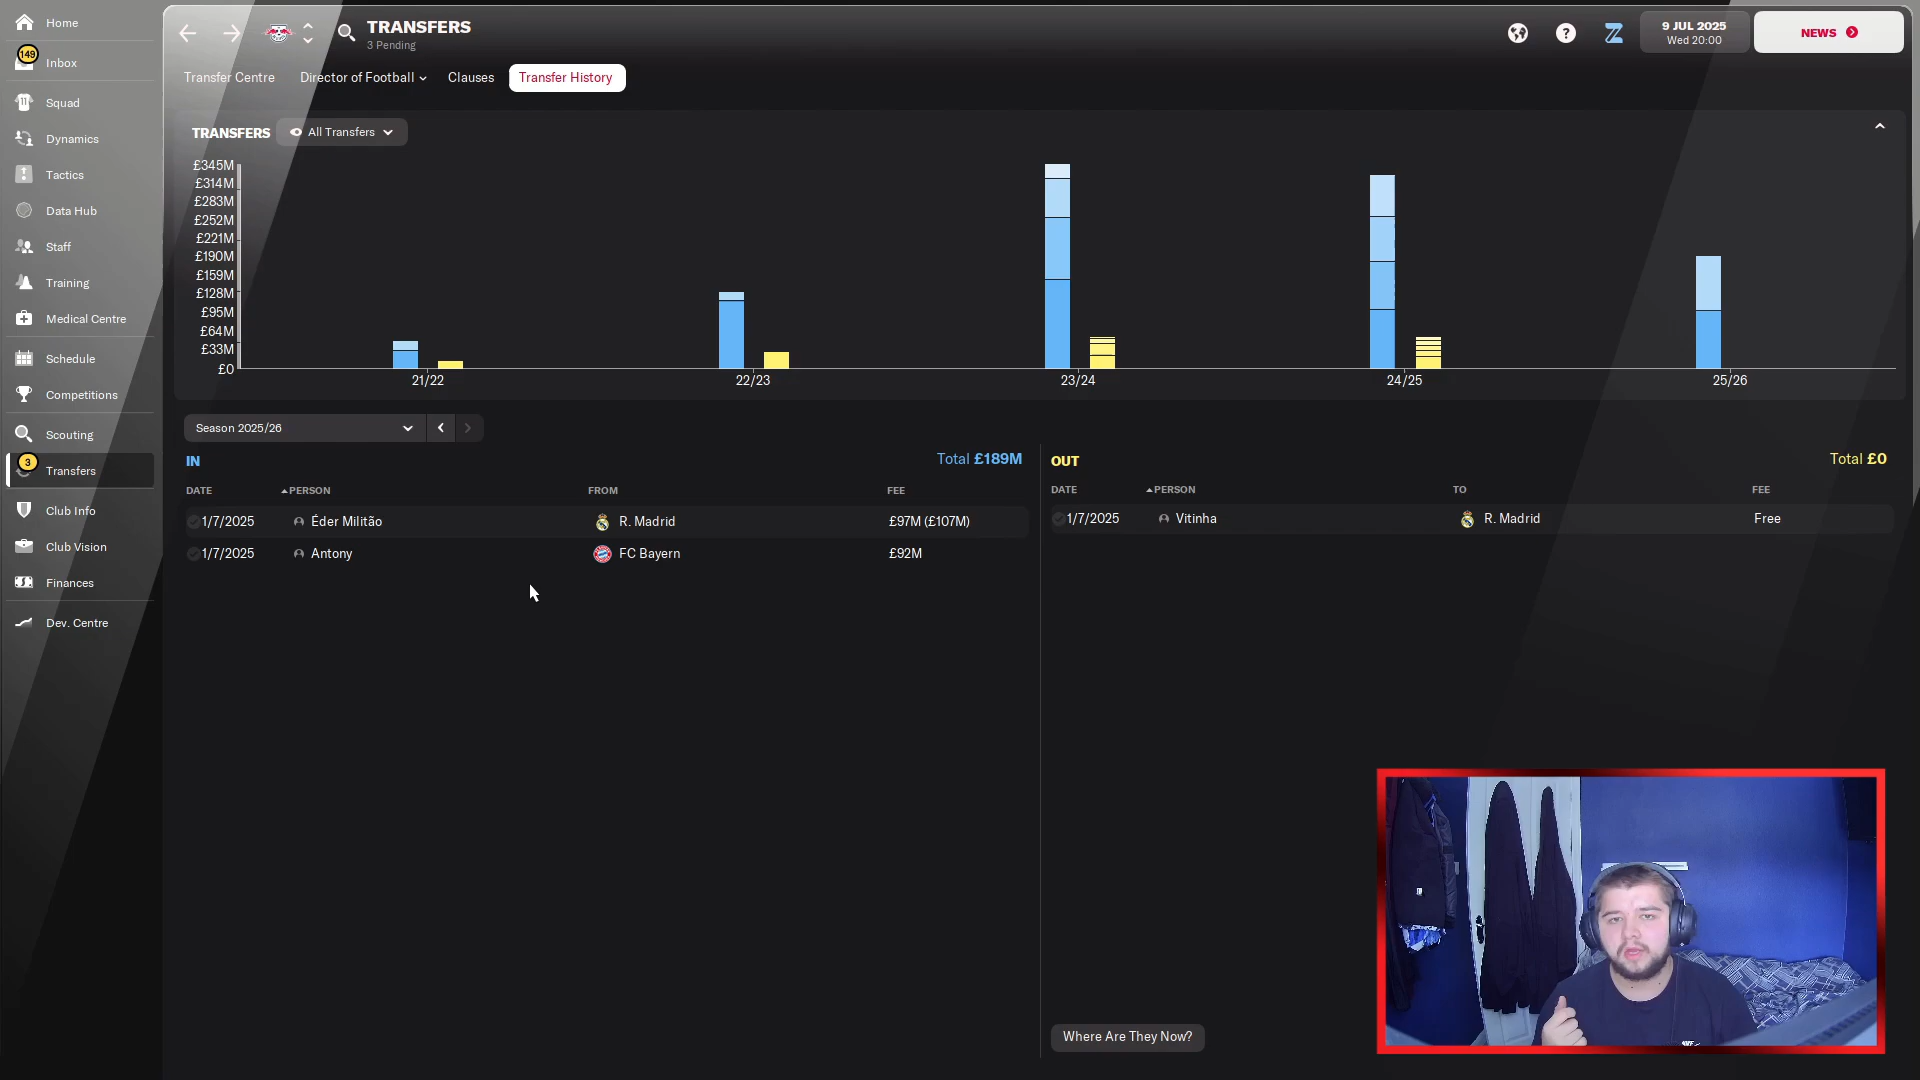 Home
149
Inbox
Squad
Dynamics
Tactics
Data Hub
Staff
Training
Medical Centre
Schedule
Competitions
Scouting
3
Transfers
Club Info
Club Vision
Finances
Dev. Centre
TRANSFERS
3 Pending
9 JUL 2025
Wed 20:00
NEWS
Transfer Centre
Director of Football
Clauses
Transfer History
TRANSFERS
All Transfers
£345M
£314M
£283M
£252M
£221M
£190M
£159M
£128M
£95M
£64M
£33M
£0
21/22 22/23 23/24 24/25 25/26
Season 2025/26
IN Total £189M
DATE PERSON FROM FEE
1/7/2025 Éder Militão R. Madrid £97M (£107M)
1/7/2025 Antony FC Bayern £92M
OUT Total £0
DATE PERSON TO FEE
1/7/2025 Vitinha R. Madrid Free
Where Are They Now?